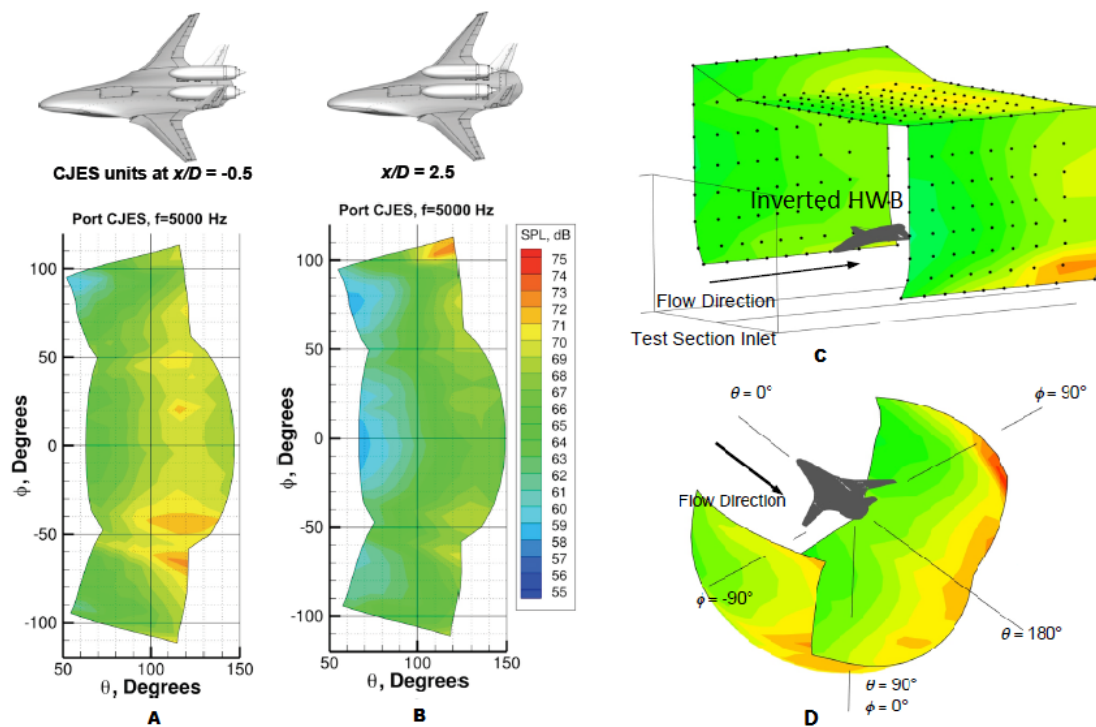 CJES units at x/D = -0.5
x/D = 2.5
Port CJES, f=5000 Hz
100
50
0
-50
-100
ϕ, Degrees
50
100
150
θ, Degrees
A
Port CJES, f=5000 Hz
100
50
0
-50
-100
ϕ, Degrees
50
100
150
θ, Degrees
B
SPL, dB
75
74
73
72
71
70
69
68
67
66
65
64
63
62
61
60
59
58
57
56
55
Inverted HWB
Flow Direction
Test Section Inlet
C
θ = 0°
ϕ = 90°
Flow Direction
ϕ = -90°
θ = 180°
θ = 90°
ϕ = 0°
D